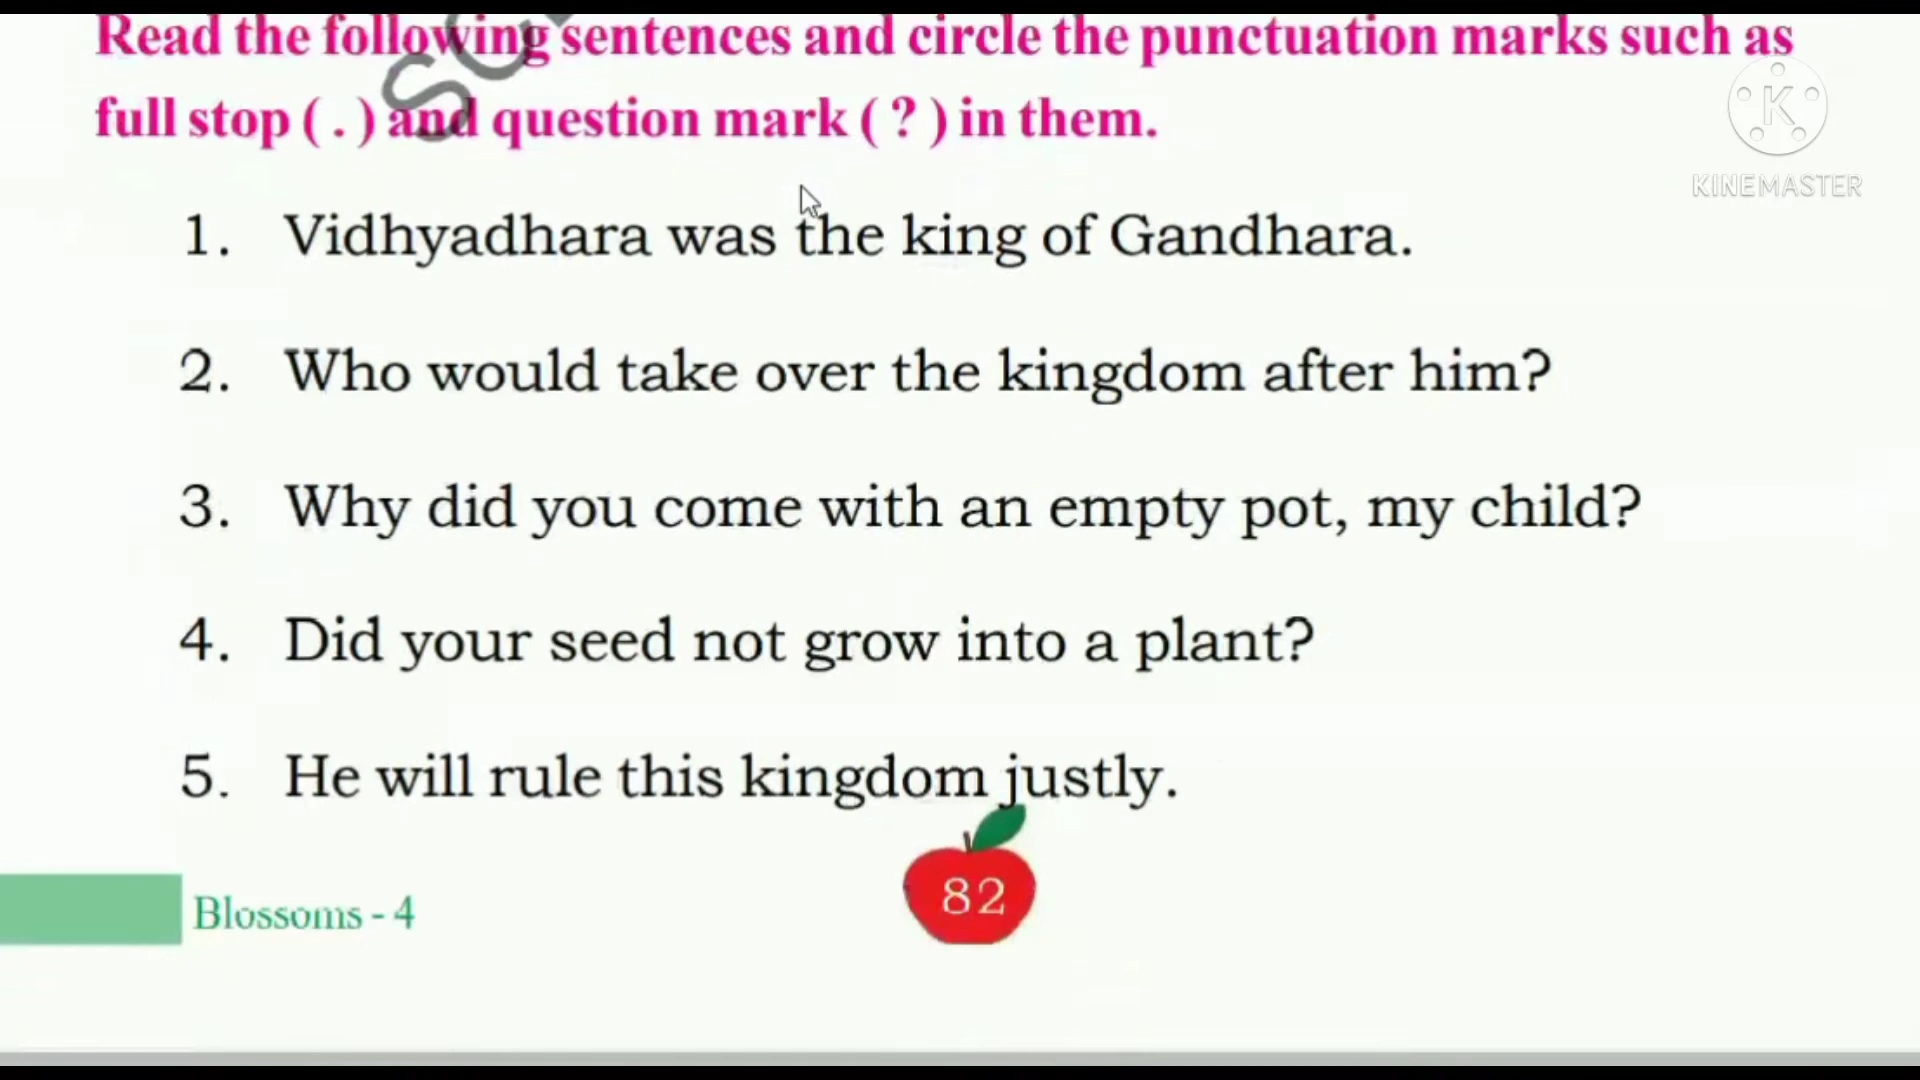 Read the following sentences and circle the punctuation marks such as
full stop ( . ) and question mark ( ? ) in them.
K
KINEMASTER
1. Vidhyadhara was the king of Gandhara.
2. Who would take over the kingdom after him?
3. Why did you come with an empty pot, my child?
4. Did your seed not grow into a plant?
5. He will rule this kingdom justly.
82
Blossoms - 4